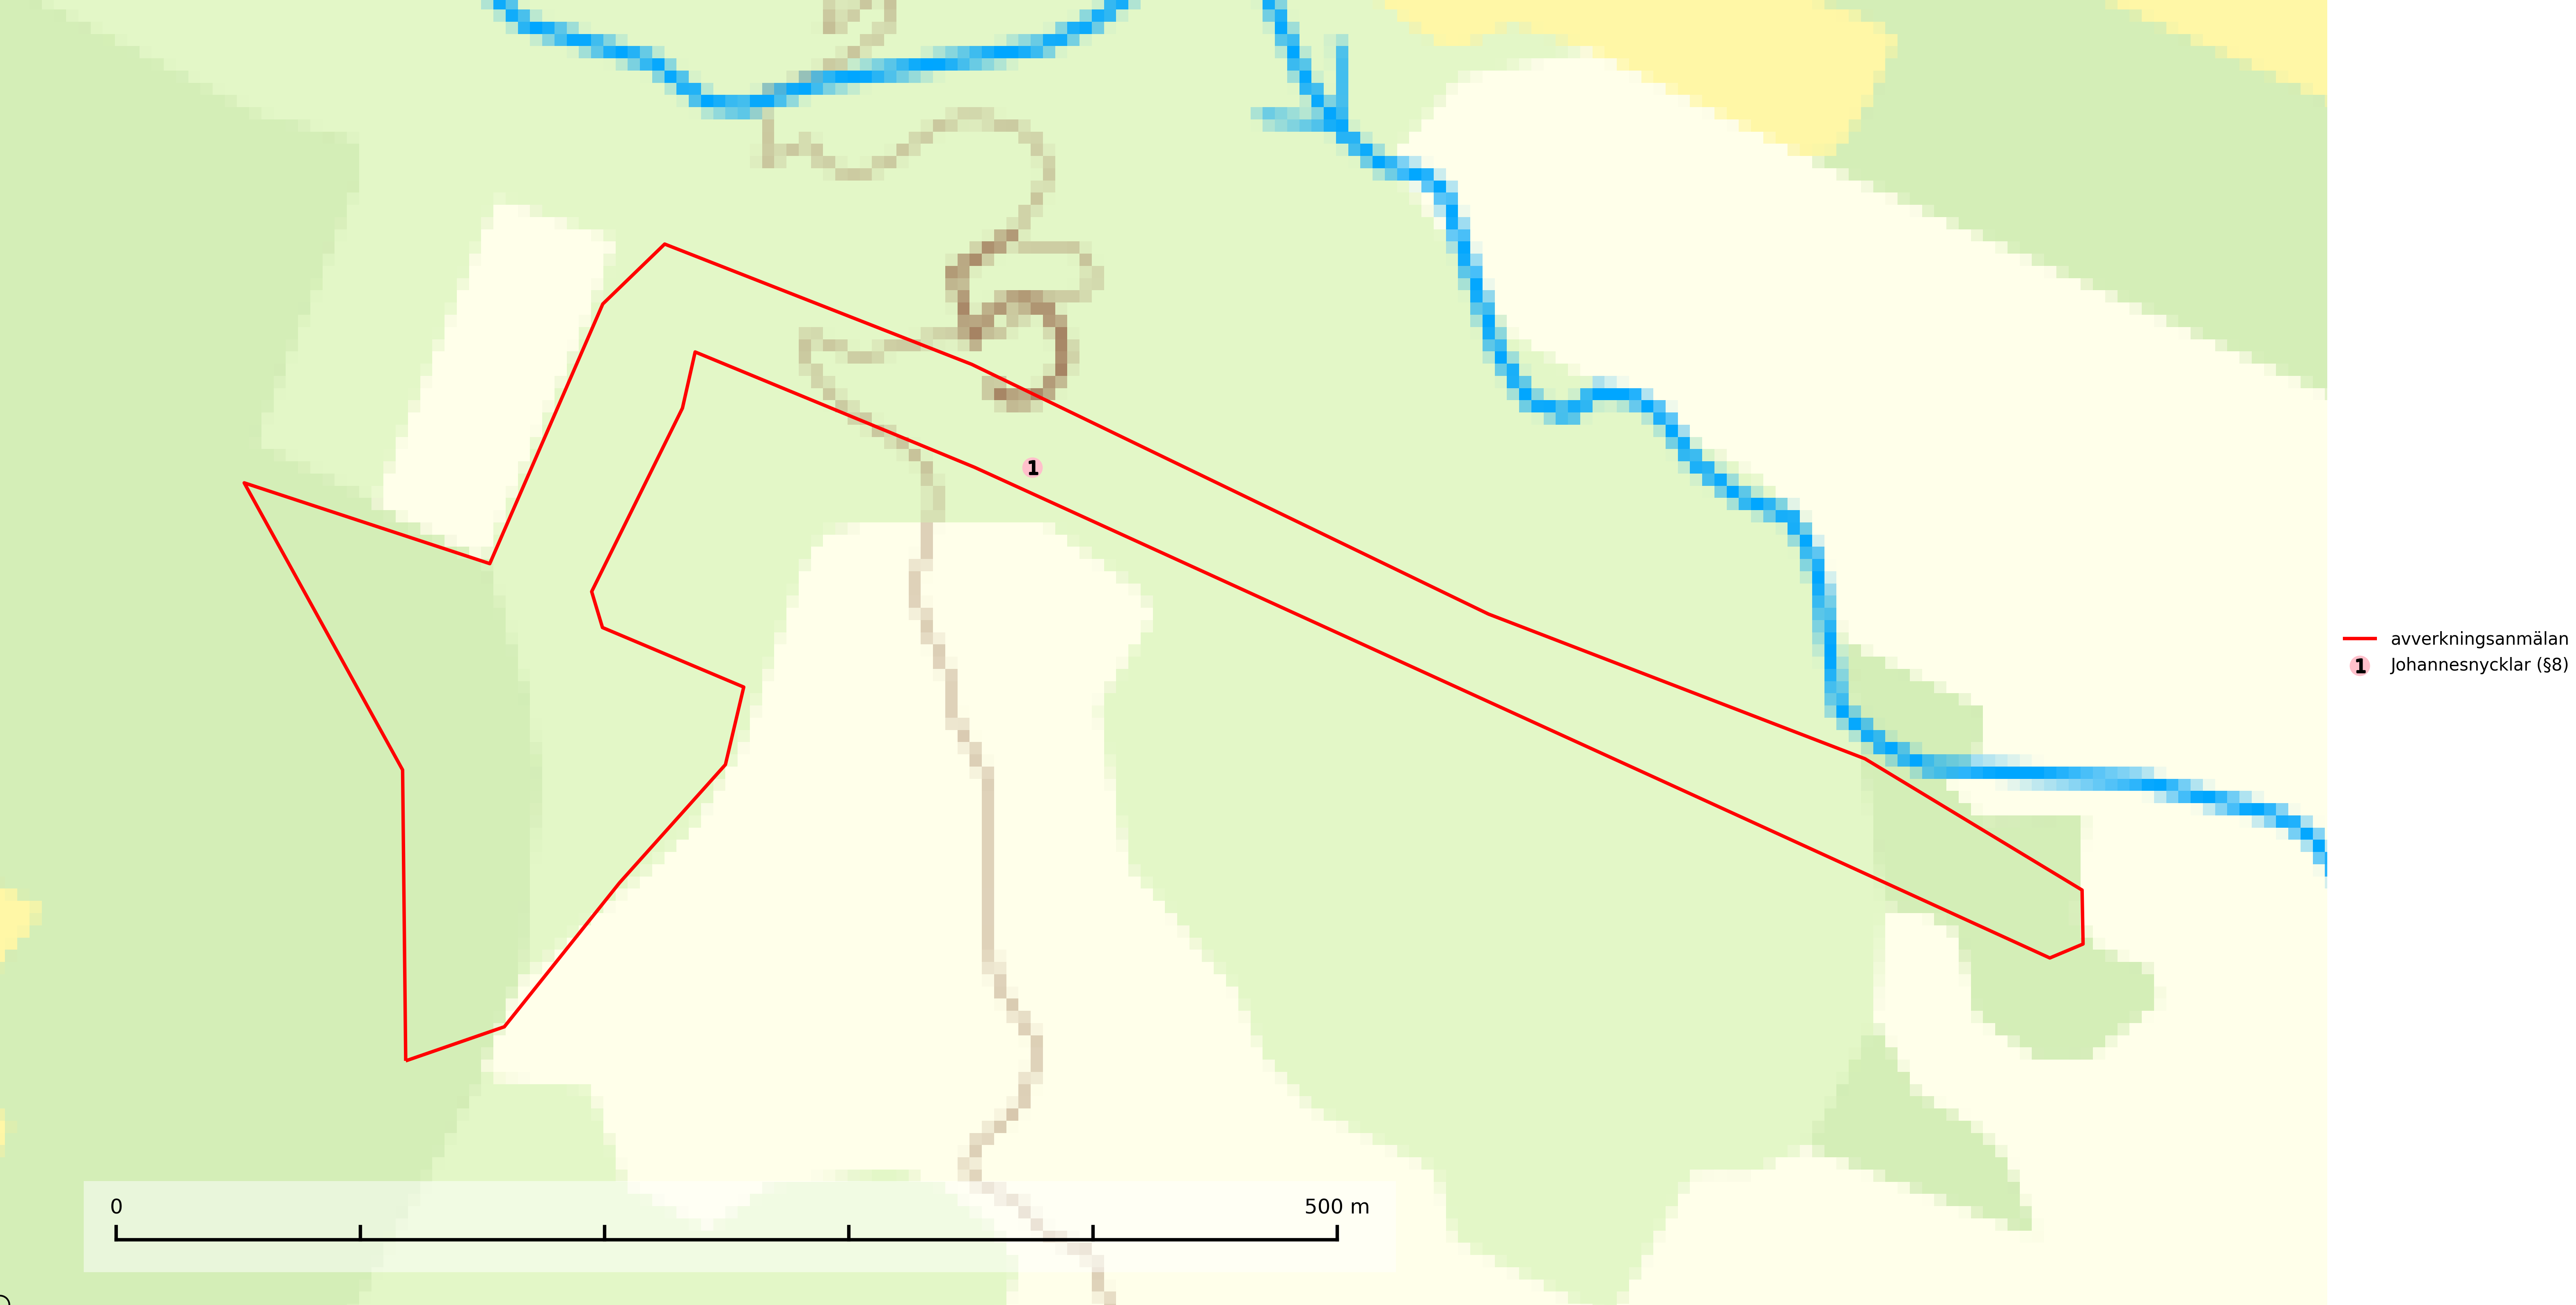 1
avverkningsanmälan
1 Johannesnycklar (§8)
0 500 m